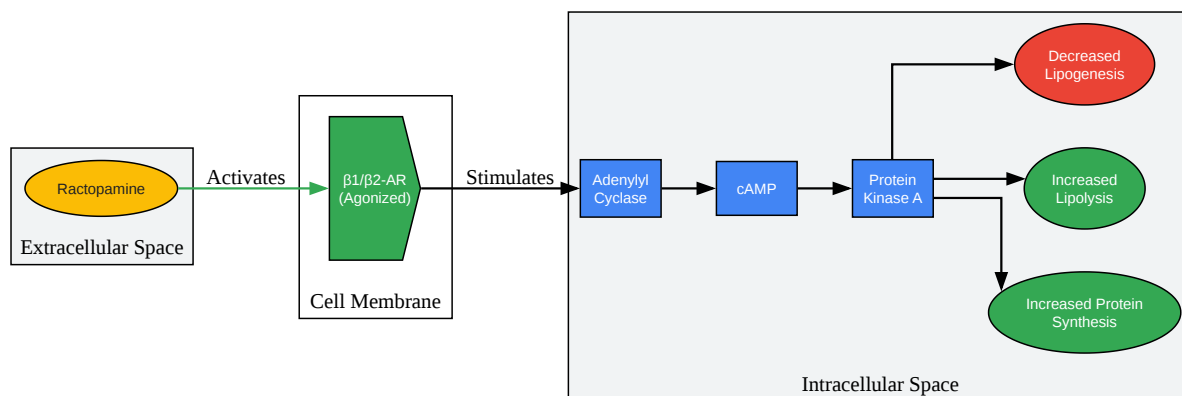 Ractopamine
Extracellular Space
Activates
β1/β2-AR
(Agonized)
Cell Membrane
Stimulates
Adenylyl
Cyclase
cAMP
Protein
Kinase A
Decreased
Lipogenesis
Increased
Lipolysis
Increased Protein
Synthesis
Intracellular Space